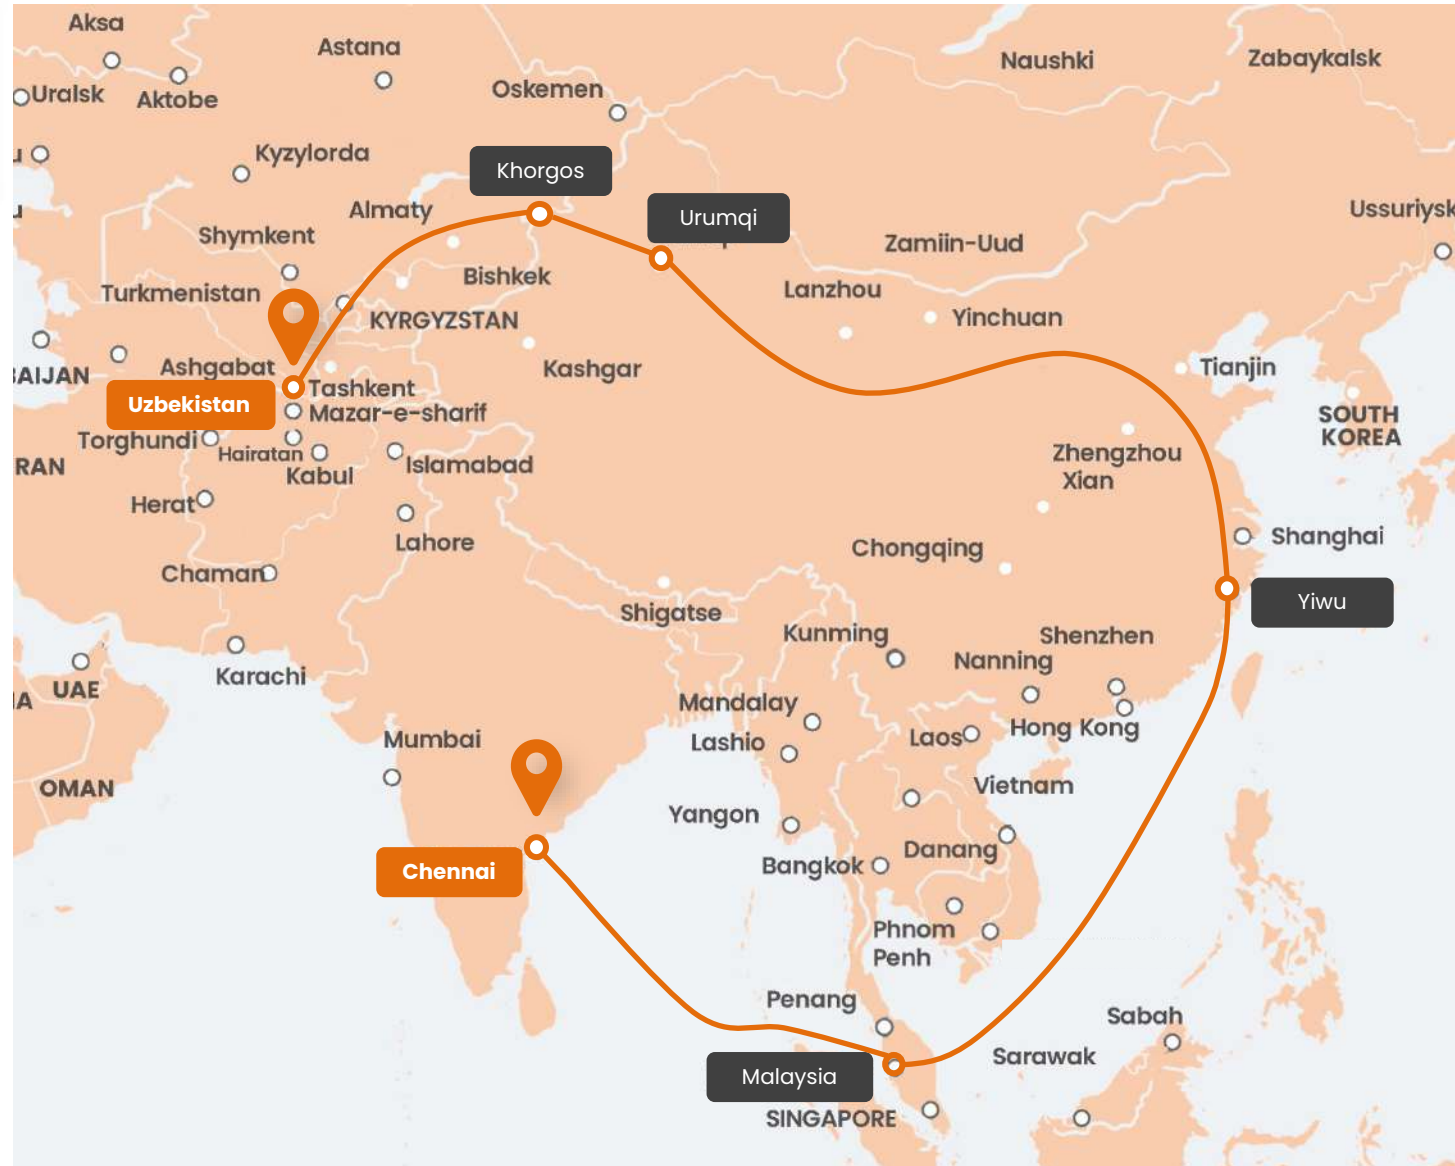 Aksa
Astana
Naushki
Zabaykalsk
Uralsk
Aktobe
Oskemen
Kyzylorda
Khorgos
Almaty
Urumqi
Ussuriysk
Shymkent
Zamiin-Uud
Bishkek
Turkmenistan
Lanzhou
KYRGYZSTAN
Yinchuan
Ashgabat
Kashgar
Tianjin
AIJAN
Tashkent
Uzbekistan
Mazar-e-sharif
SOUTH
KOREA
Torghundi
Hairatan
Islamabad
Zhengzhou
RAN
Kabul
Xian
Herat
Lahore
Chongqing
Shanghai
Chaman
Yiwu
Shigatse
Kunming
Shenzhen
Nanning
Karachi
UAE
IA
Mandalay
Hong Kong
Mumbai
Lashio
Laos
OMAN
Vietnam
Yangon
Danang
Bangkok
Chennai
Phnom
Penh
Penang
Sabah
Sarawak
Malaysia
SINGAPORE